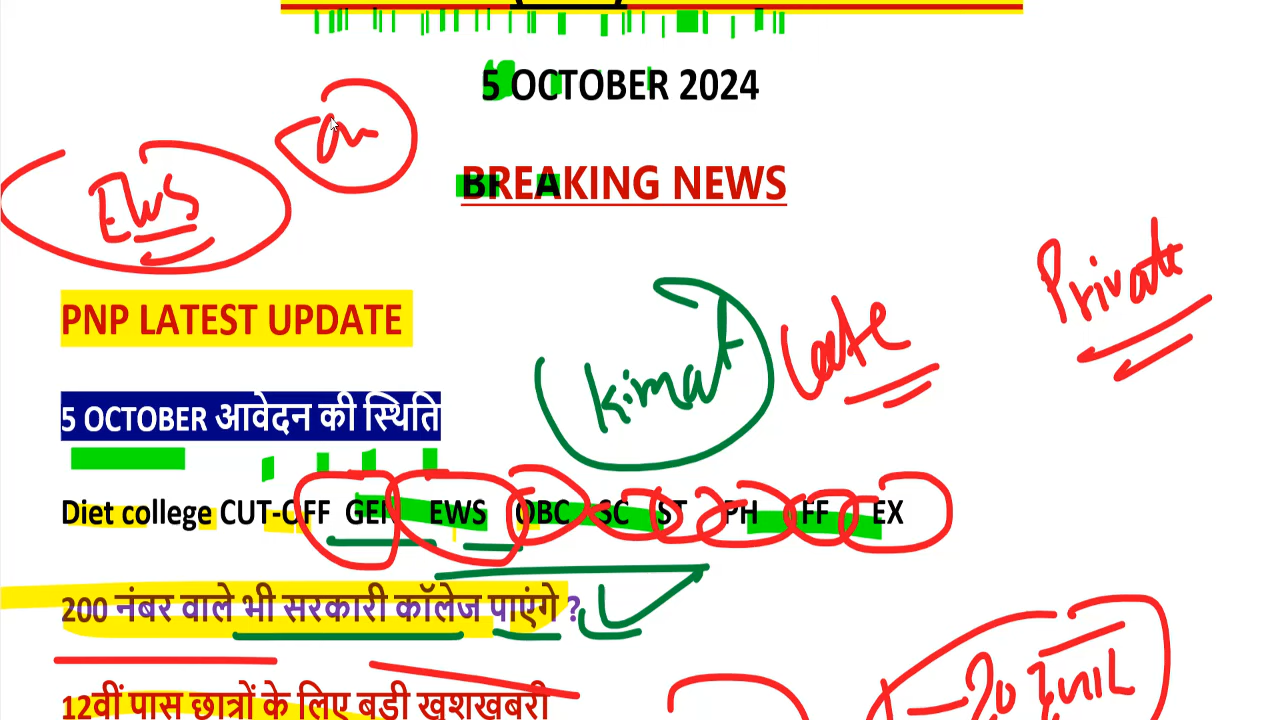 5 OCTOBER 2024
BREAKING NEWS
EWS
Private
PNP LATEST UPDATE
Kimat
Late
5 OCTOBER आवेदन की स्थिति
Diet college CUT-OFF GEN EWS OBC SC ST PH FF EX
200 नंबर वाले भी सरकारी कॉलेज पाएंगे ?
12वीं पास छात्रों के लिए बड़ी खुशखबरी